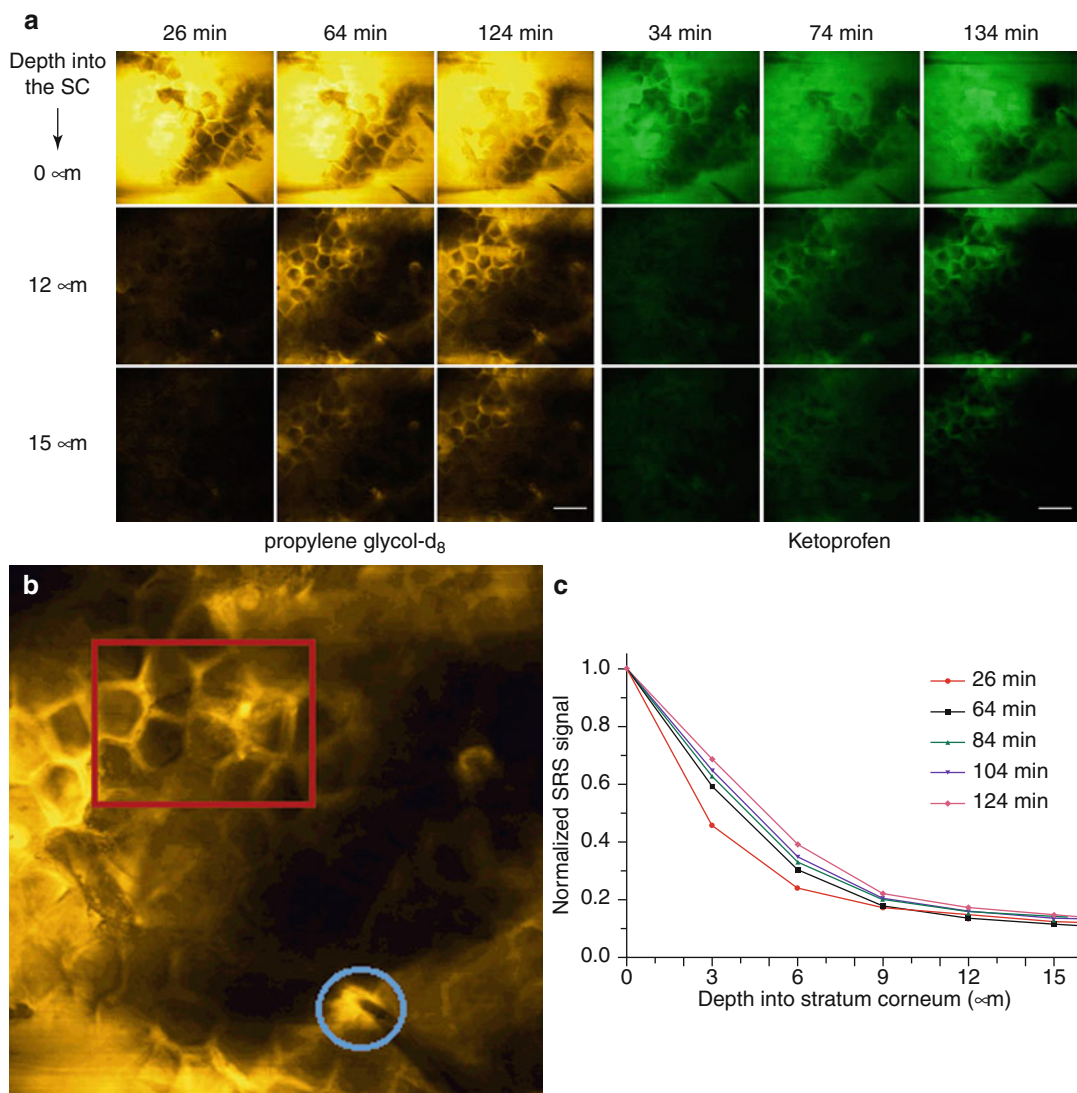 a
26 min 64 min 124 min 34 min 74 min 134 min
Depth into
the SC
0 ∝m
12 ∝m
15 ∝m
propylene glycol-d₈ Ketoprofen
b
c
1.0
0.8
0.6
0.4
0.2
0.0
Normalized SRS signal
0 3 6 9 12 15
Depth into stratum corneum (∝m)
26 min
64 min
84 min
104 min
124 min